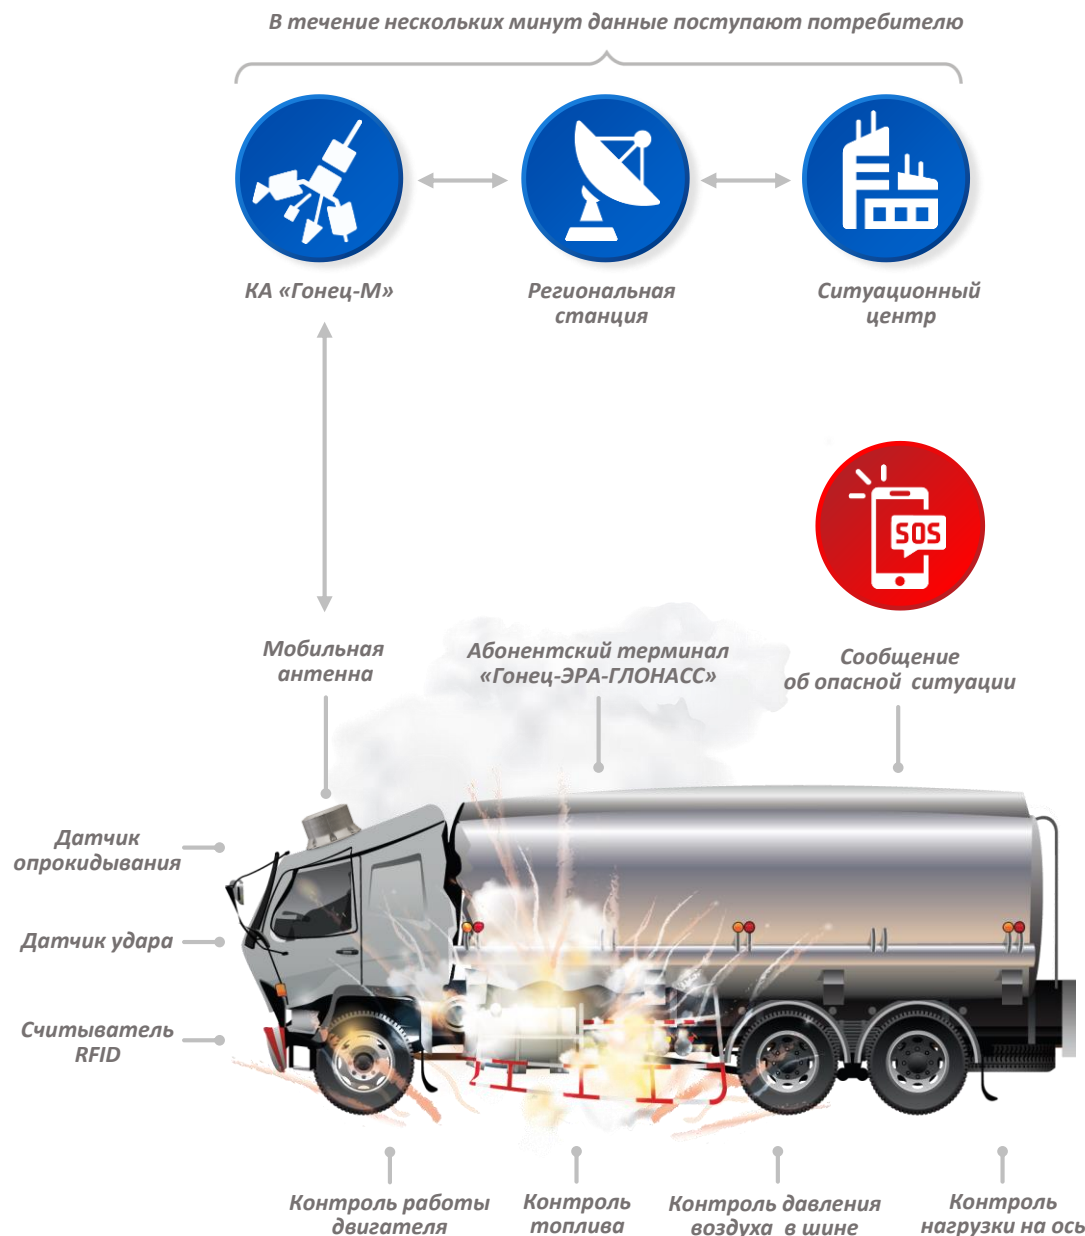 В течение нескольких минут данные поступают потребителю
КА «Гонец-М»
Региональная
станция
Ситуационный
центр
SOS
Мобильная
антенна
Абонентский терминал
«Гонец-ЭРА-ГЛОНАСС»
Сообщение
об опасной ситуации
Датчик
опрокидывания
Датчик удара
Считыватель
RFID
Контроль работы
двигателя
Контроль
топлива
Контроль давления
воздуха в шине
Контроль
нагрузки на ось